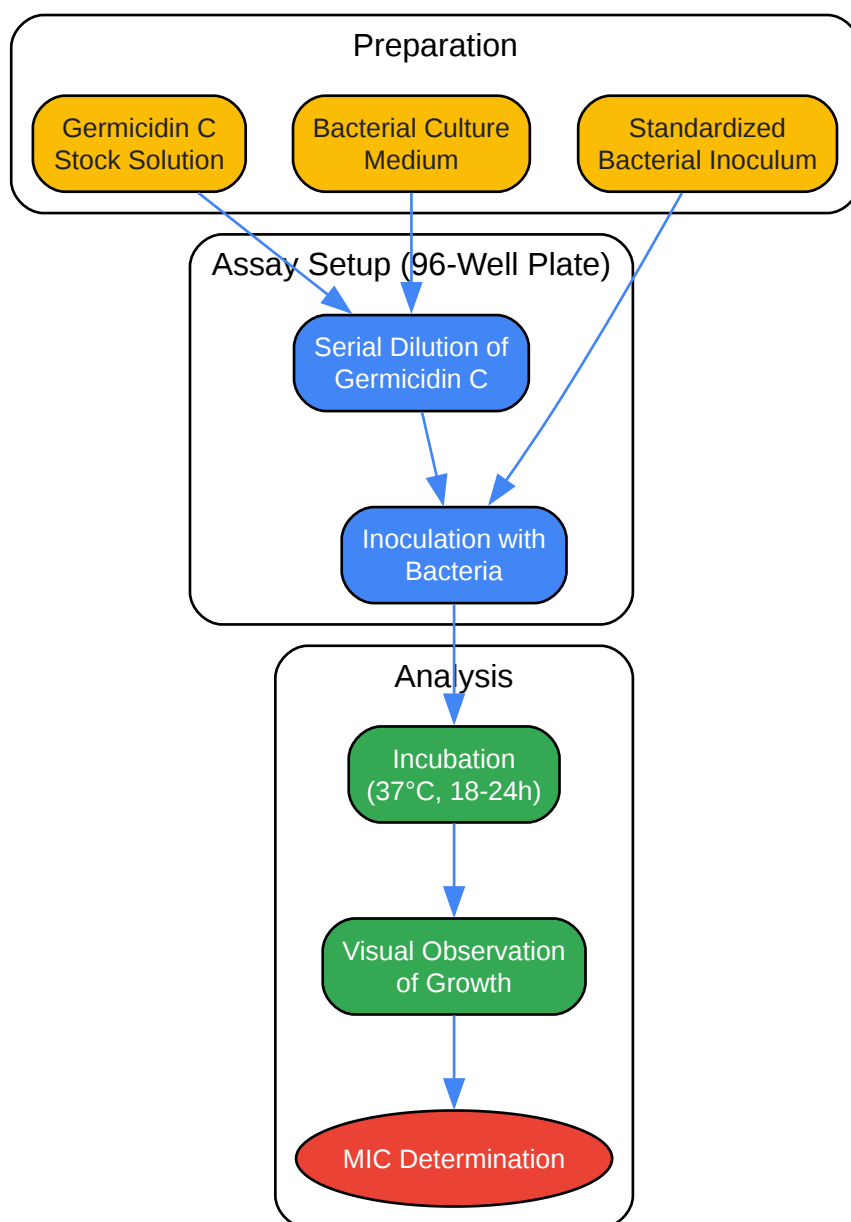 Preparation
Germicidin C
Stock Solution
Bacterial Culture
Medium
Standardized
Bacterial Inoculum
Assay Setup (96-Well Plate)
Serial Dilution of
Germicidin C
Inoculation with
Bacteria
Analysis
Incubation
(37°C, 18-24h)
Visual Observation
of Growth
MIC Determination